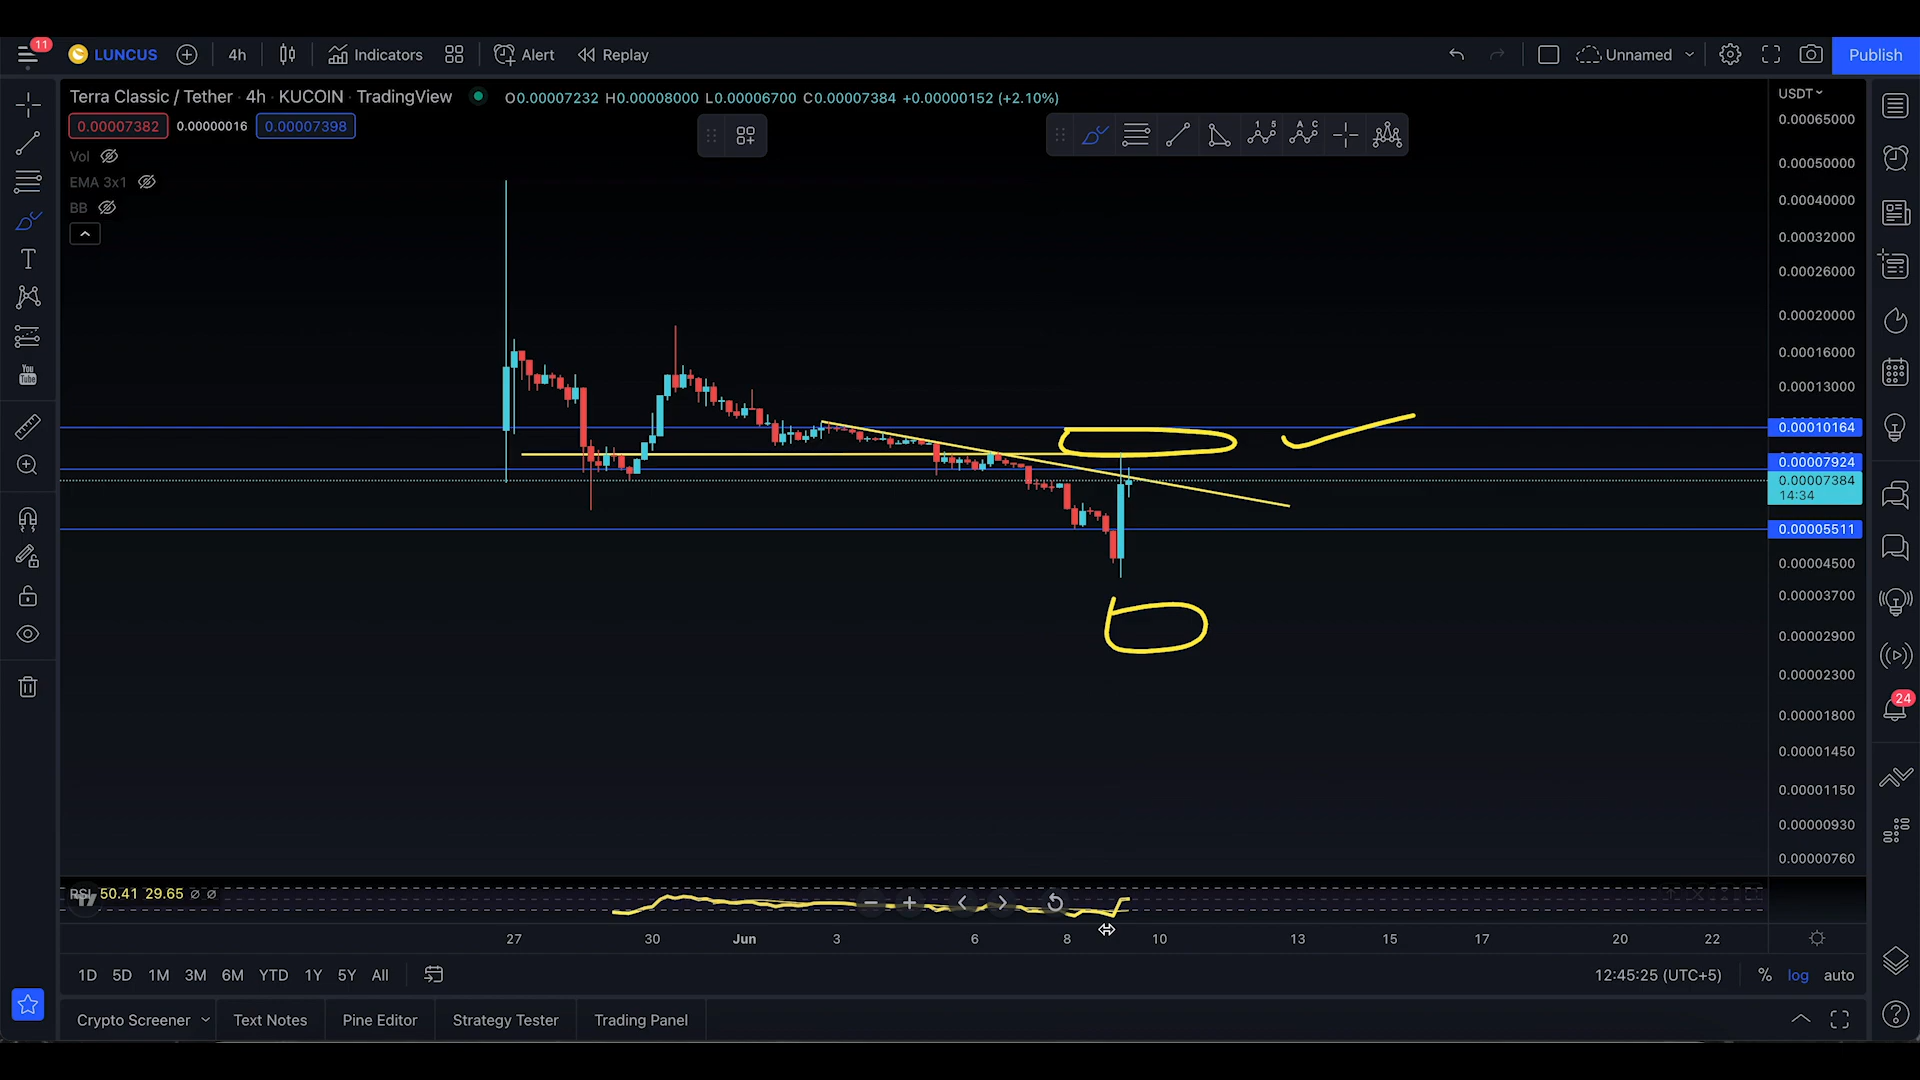 11
LUNCUS
4h
Indicators
Alert
Replay
Unnamed
Publish
Terra Classic / Tether · 4h · KUCOIN · TradingView
O0.00007232 H0.00008000 L0.00006700 C0.00007384 +0.00000152 (+2.10%)
0.00007382
0.00000016
0.00007398
Vol
EMA 3x1
BB
1 5
A C
USDT
0.00065000
0.00050000
0.00040000
0.00032000
0.00026000
0.00020000
0.00016000
0.00013000
0.00010164
0.00007924
0.00007384
14:34
0.00005511
0.00004500
0.00003700
0.00002900
0.00002300
0.00001800
0.00001450
0.00001150
0.00000930
0.00000760
T
You
Tube
24
RSI 50.41 29.65 ∅ ∅
27
30
Jun
3
6
8
10
13
15
17
20
22
1D
5D
1M
3M
6M
YTD
1Y
5Y
All
12:45:25 (UTC+5)
%
log
auto
Crypto Screener
Text Notes
Pine Editor
Strategy Tester
Trading Panel